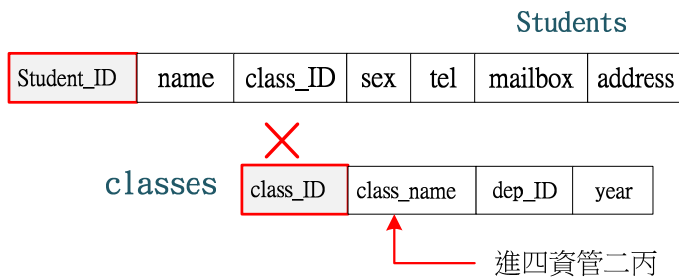 Students
Student_ID name class_ID sex tel mailbox address
classes class_ID class_name dep_ID year
進四資管二丙